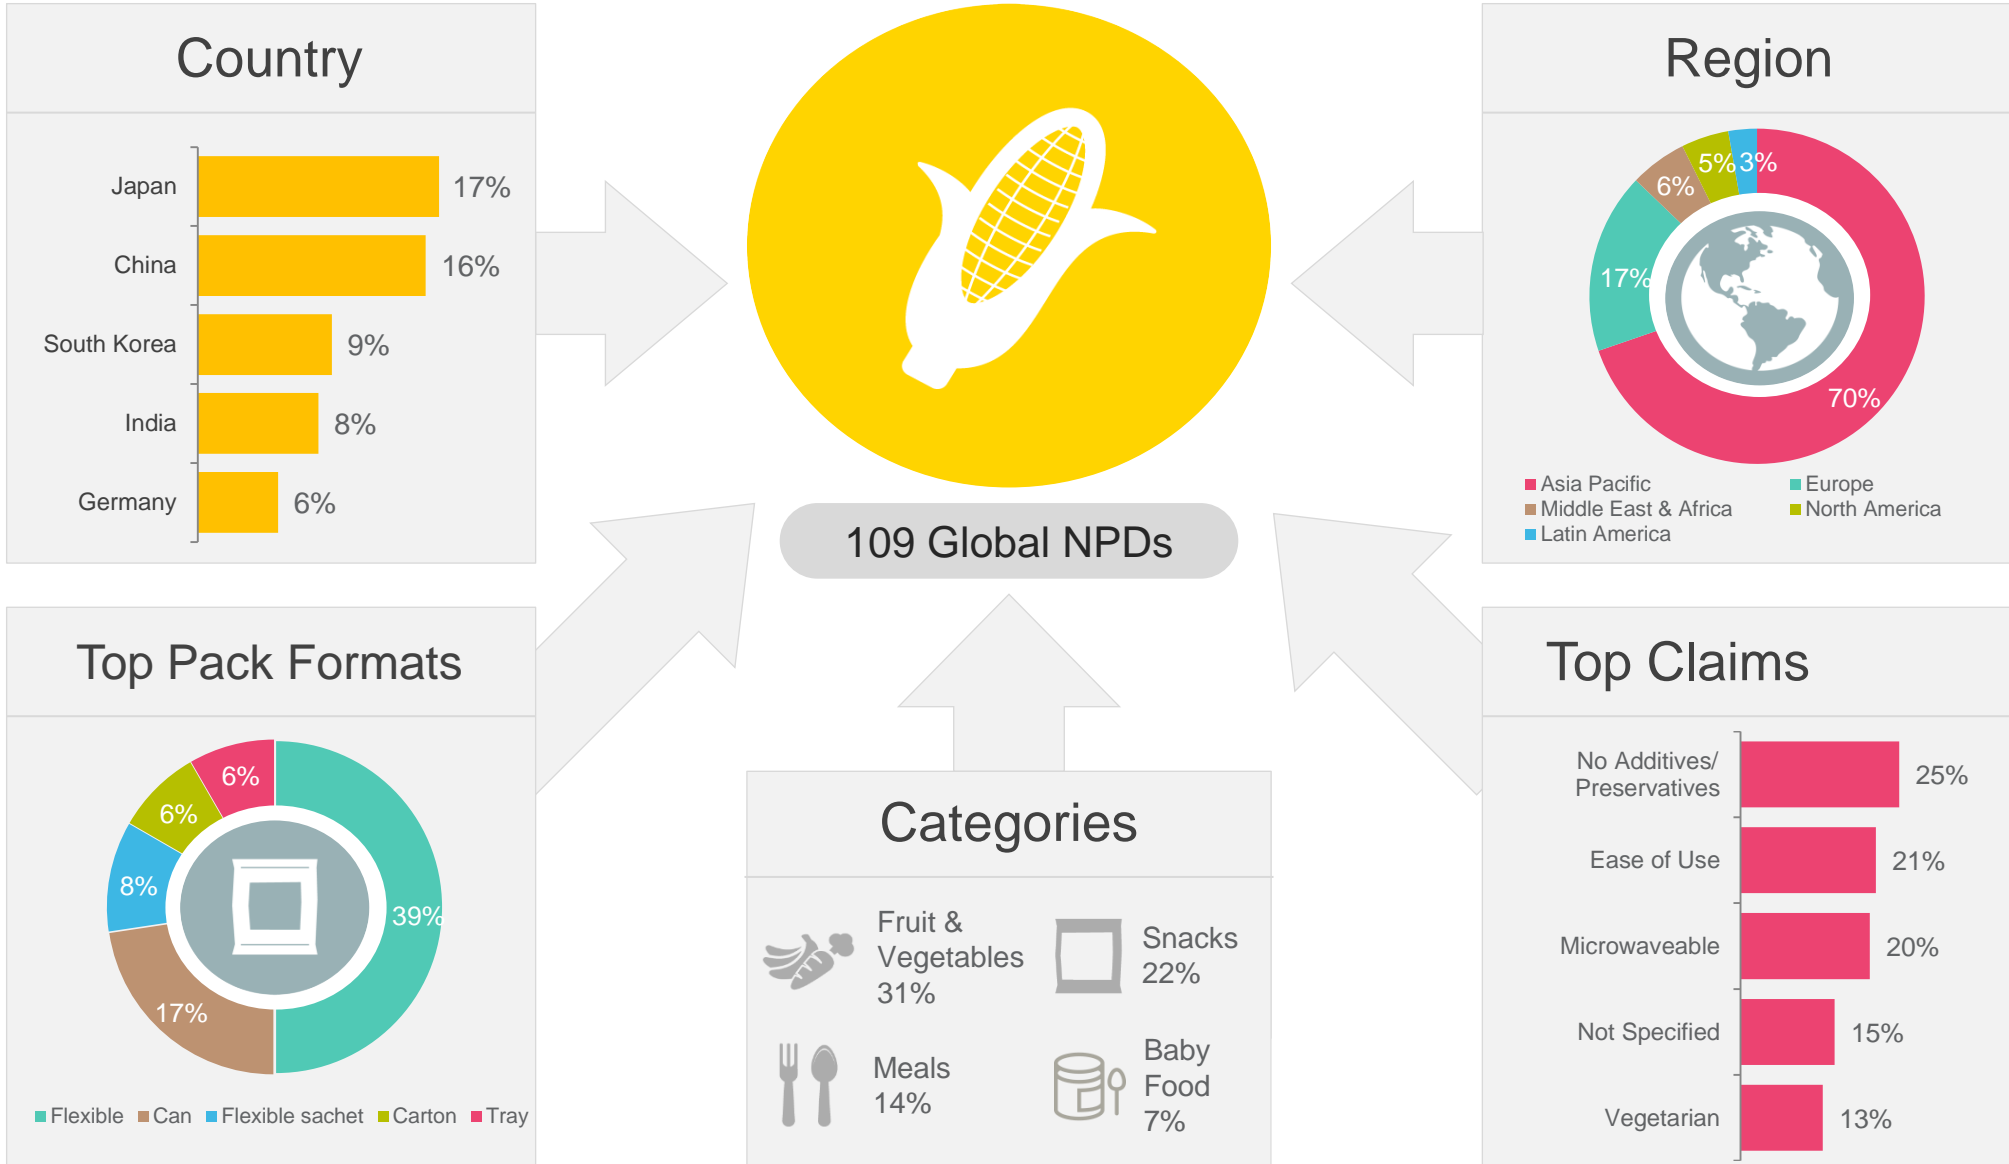 Country
Japan
17%
China
16%
South Korea
9%
India
8%
Germany
6%
109 Global NPDs
Region
5%
3%
6%
17%
70%
Asia Pacific
Europe
Middle East & Africa
North America
Latin America
Top Pack Formats
6%
6%
8%
39%
17%
Flexible
Can
Flexible sachet
Carton
Tray
Categories
Fruit &
Vegetables
31%
Snacks
22%
Meals
14%
Baby
Food
7%
Top Claims
No Additives/
Preservatives
25%
Ease of Use
21%
Microwaveable
20%
Not Specified
15%
Vegetarian
13%